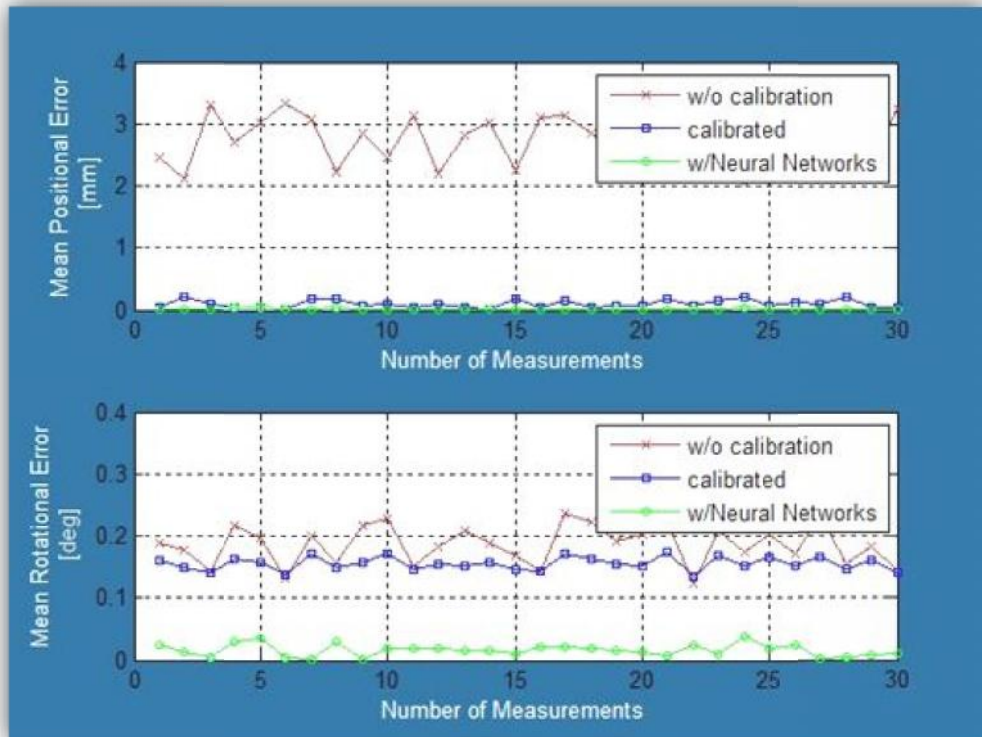 Mean Positional Error
[mm]
4
3
2
1
0
w/o calibration
calibrated
w/Neural Networks
0 5 10 15 20 25 30
Number of Measurements
Mean Rotational Error
[deg]
0.4
0.3
0.2
0.1
0
w/o calibration
calibrated
w/Neural Networks
0 5 10 15 20 25 30
Number of Measurements